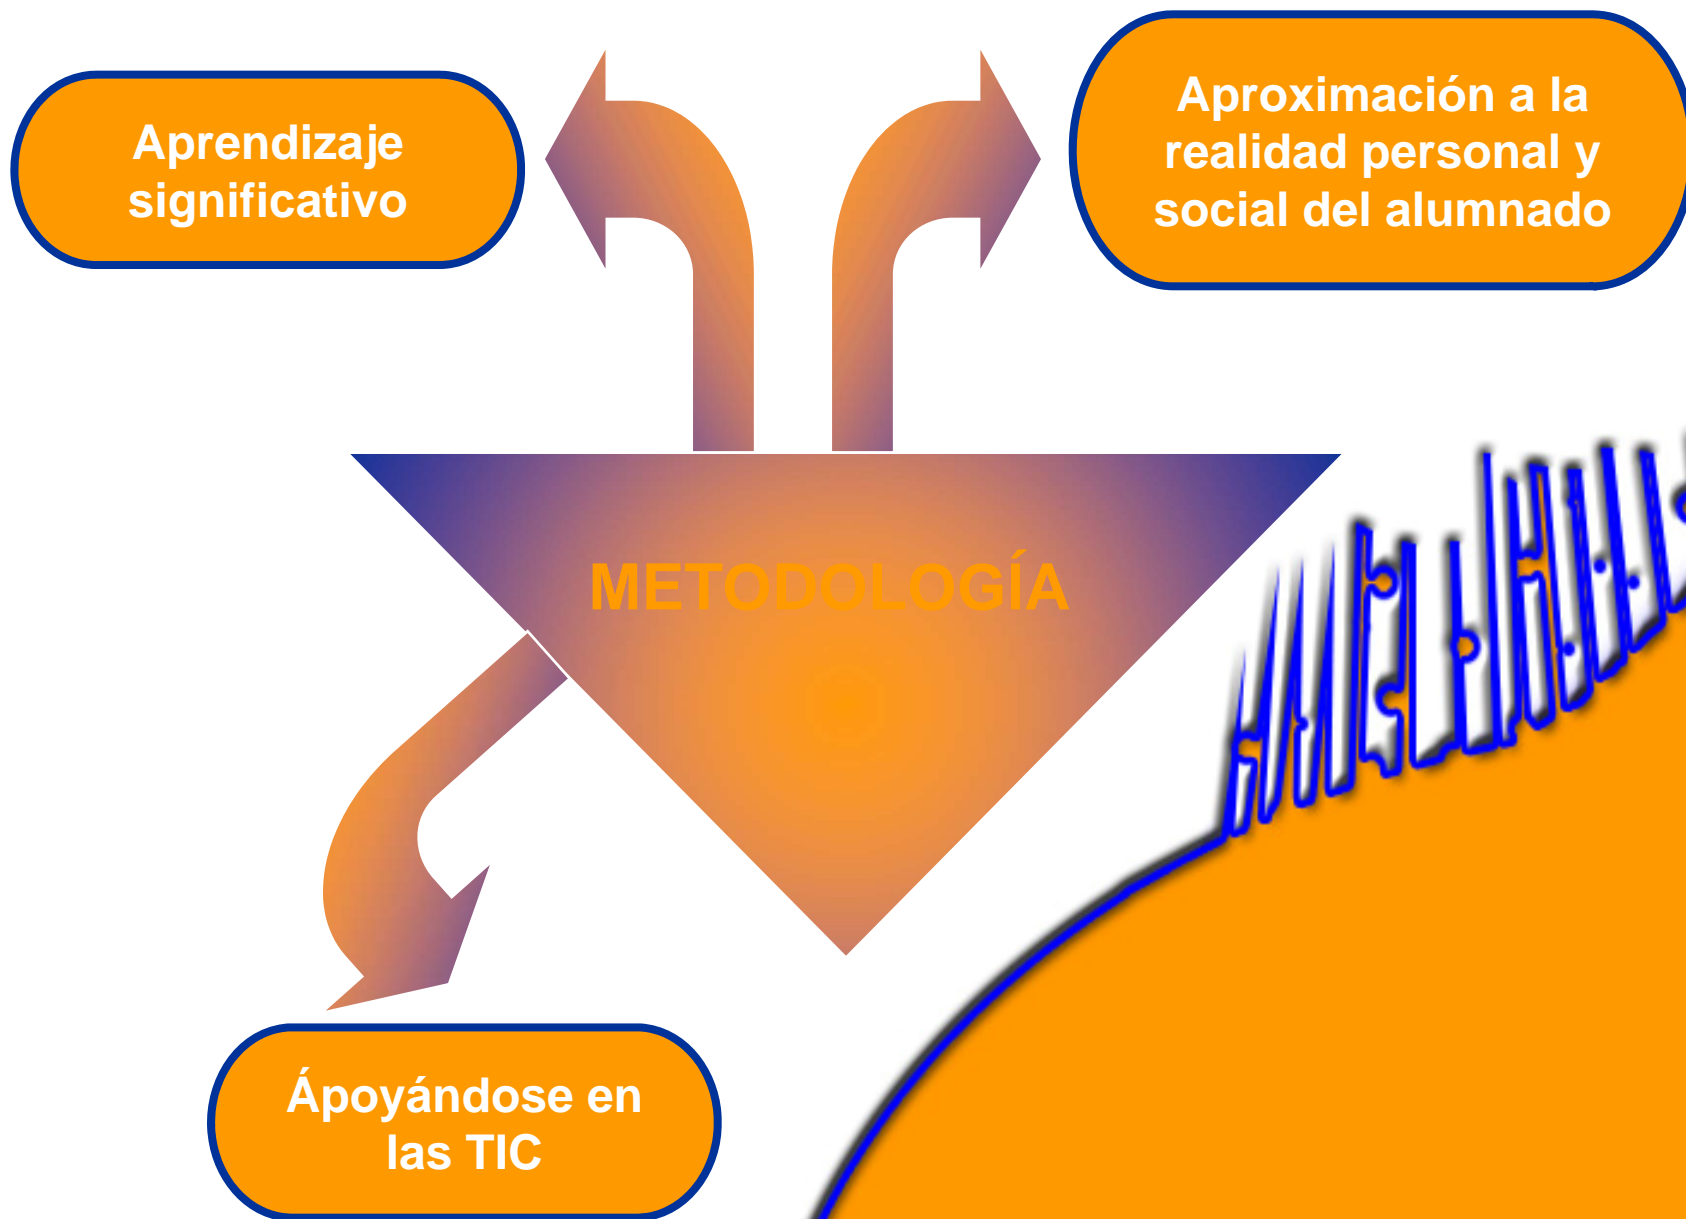 Aprendizaje
significativo
Aproximación a la
realidad personal y
social del alumnado
METODOLOGÍA
Ápoyándose en
las TIC